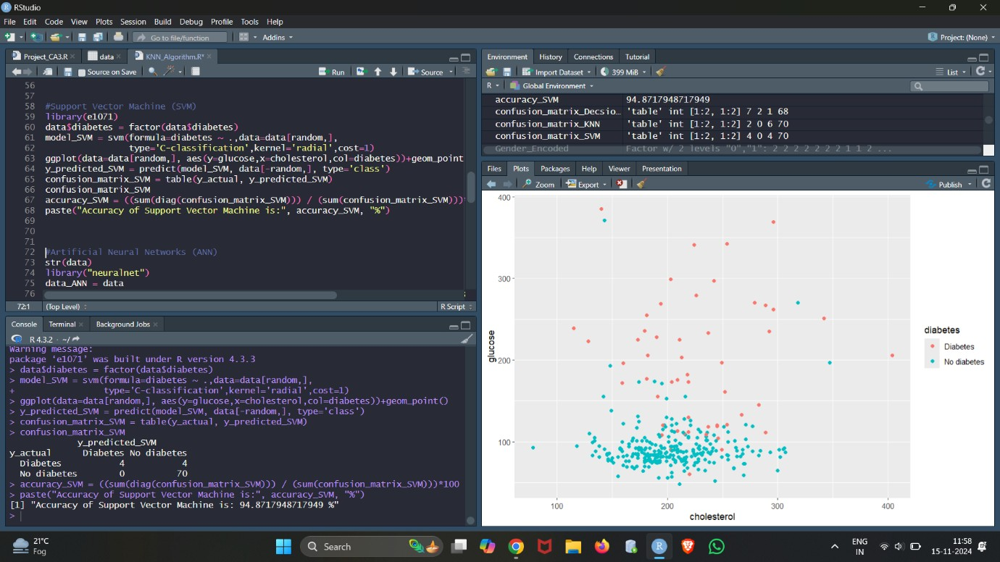 RStudio
File Edit Code View Plots Session Build Debug Profile Tools Help
Go to file/function Addins Project: (None)
Project_CA3.R data KNN_Algorithm.R*
Source on Save Run Source
56
57
58 #Support Vector Machine (SVM)
59 library(e1071)
60 data$diabetes = factor(data$diabetes)
61 model_SVM = svm(formula=diabetes ~ .,data=data[random,],
62 type='C-classification',kernel='radial',cost=1)
63 ggplot(data=data[random,], aes(y=glucose,x=cholesterol,col=diabetes))+geom_point
64 y_predicted_SVM = predict(model_SVM, data[-random,], type='class')
65 confusion_matrix_SVM = table(y_actual, y_predicted_SVM)
66 confusion_matrix_SVM
67 accuracy_SVM = ((sum(diag(confusion_matrix_SVM))) / (sum(confusion_matrix_SVM)))*
68 paste("Accuracy of Support Vector Machine is:", accuracy_SVM, "%")
69
70
71
72 #Artificial Neural Networks (ANN)
73 str(data)
74 library("neuralnet")
75 data_ANN = data
76
72:1 (Top Level) R Script
Console Terminal Background Jobs
R 4.3.2 · ~/
Warning message:
package ‘e1071’ was built under R version 4.3.3
> data$diabetes = factor(data$diabetes)
> model_SVM = svm(formula=diabetes ~ .,data=data[random,],
+ type='C-classification',kernel='radial',cost=1)
> ggplot(data=data[random,], aes(y=glucose,x=cholesterol,col=diabetes))+geom_point()
> y_predicted_SVM = predict(model_SVM, data[-random,], type='class')
> confusion_matrix_SVM = table(y_actual, y_predicted_SVM)
> confusion_matrix_SVM
y_predicted_SVM
y_actual Diabetes No diabetes
Diabetes 4 4
No diabetes 0 70
> accuracy_SVM = ((sum(diag(confusion_matrix_SVM))) / (sum(confusion_matrix_SVM)))*100
> paste("Accuracy of Support Vector Machine is:", accuracy_SVM, "%")
[1] "Accuracy of Support Vector Machine is: 94.8717948717949 %"
>
Environment History Connections Tutorial
Import Dataset 399 MiB List
R Global Environment
accuracy_SVM 94.8717948717949
confusion_matrix_Decsio… 'table' int [1:2, 1:2] 7 2 1 68
confusion_matrix_KNN 'table' int [1:2, 1:2] 2 0 6 70
confusion_matrix_SVM 'table' int [1:2, 1:2] 4 0 4 70
Gender_Encoded Factor w/ 2 levels "0","1": 2 2 2 2 2 2 2 1 1 2 ...
Files Plots Packages Help Viewer Presentation
Zoom Export Publish
400
300
200
100
glucose
100 200 300 400
cholesterol
diabetes
Diabetes
No diabetes
21°C
Fog
Search
ENG
IN
11:58
15-11-2024